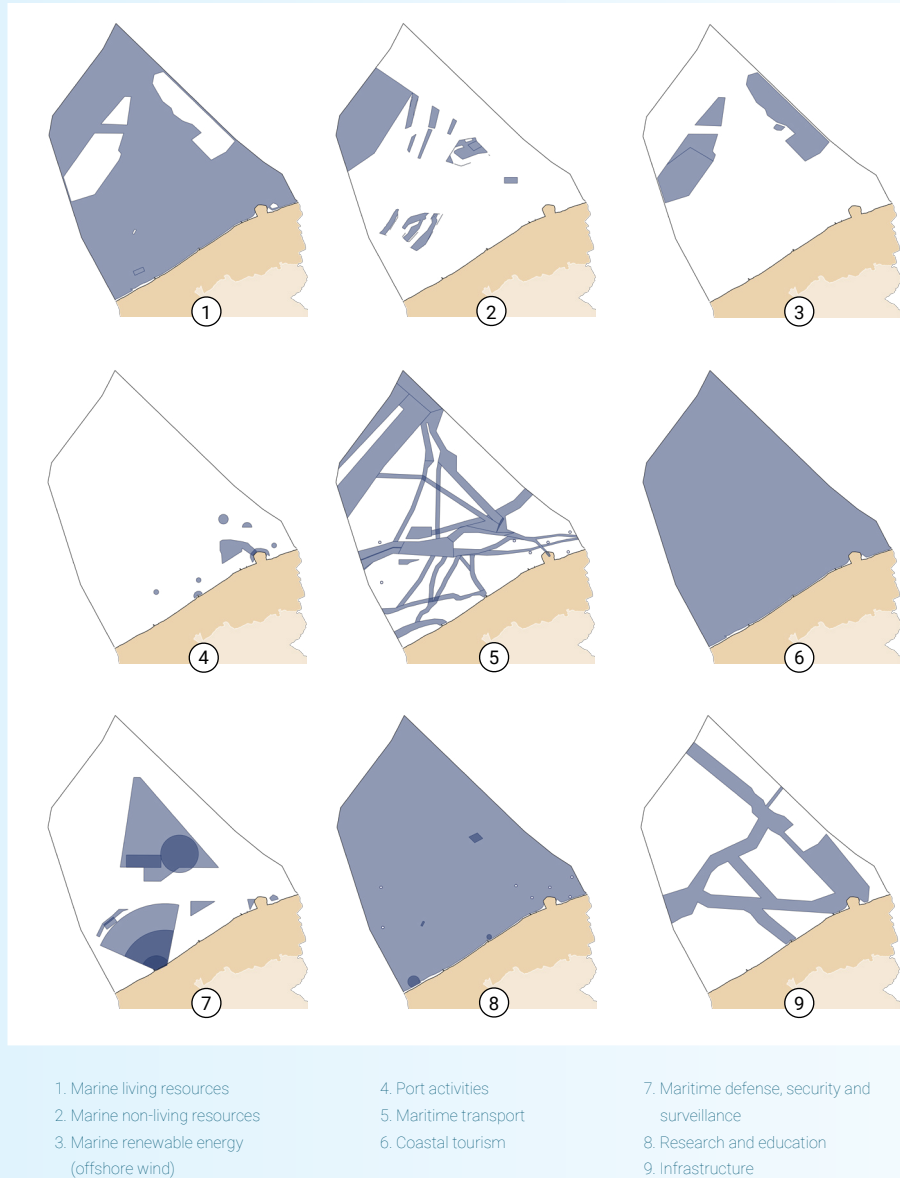 1
2
3
4
5
6
7
8
9
1. Marine living resources
2. Marine non-living resources
3. Marine renewable energy
(offshore wind)
4. Port activities
5. Maritime transport
6. Coastal tourism
7. Maritime defense, security and
surveillance
8. Research and education
9. Infrastructure